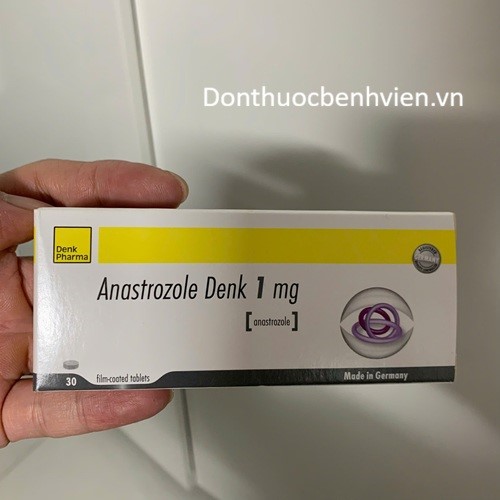 Donthuocbenhvien.vn
Denk
Pharma
Anastrozole Denk 1 mg
[anastrozole]
30
film-coated tablets
Made in Germany